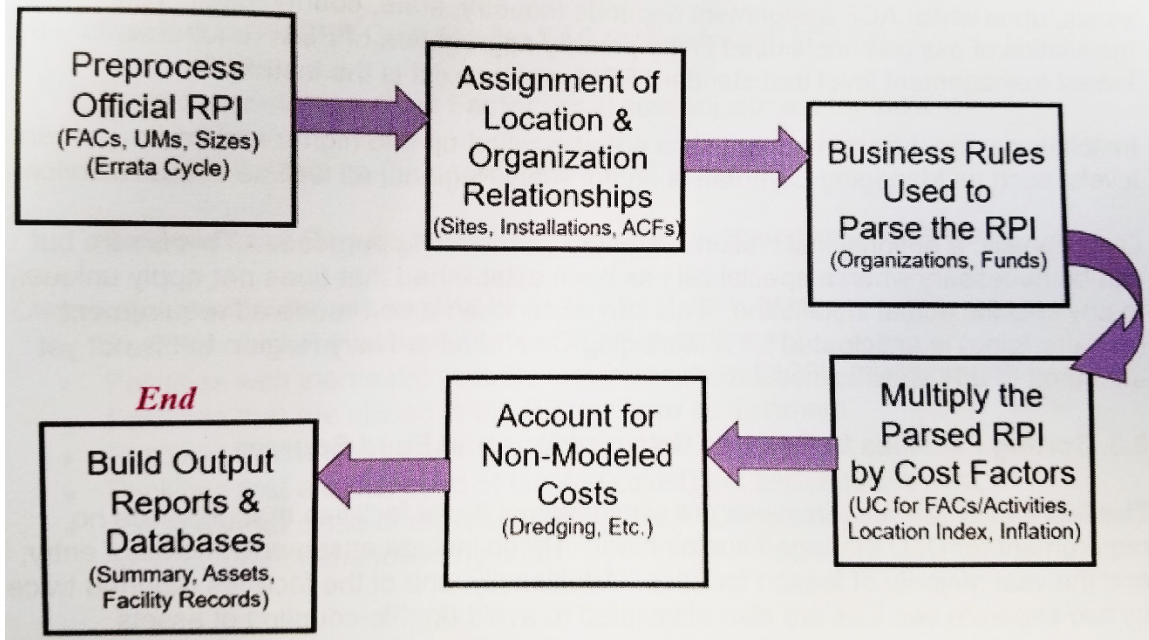 Preprocess
Official RPI
(FACs, UMs, Sizes)
(Errata Cycle)
Assignment of
Location &
Organization
Relationships
(Sites, Installations, ACFs)
Business Rules
Used to
Parse the RPI
(Organizations, Funds)
Multiply the
Parsed RPI
by Cost Factors
(UC for FACs/Activities,
Location Index, Inflation)
Account for
Non-Modeled
Costs
(Dredging, Etc.)
End
Build Output
Reports &
Databases
(Summary, Assets,
Facility Records)